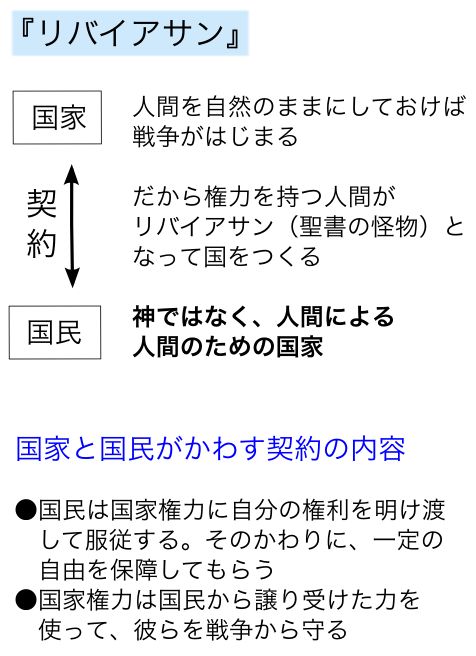 『リバイアサン』
国家
人間を自然のままにしておけば
戦争がはじまる
契
約
だから権力を持つ人間が
リバイアサン（聖書の怪物）と
なって国をつくる
国民
神ではなく、人間による
人間のための国家
国家と国民がかわす契約の内容
●国民は国家権力に自分の権利を明け渡
して服従する。そのかわりに、一定の
自由を保障してもらう
●国家権力は国民から譲り受けた力を
使って、彼らを戦争から守る